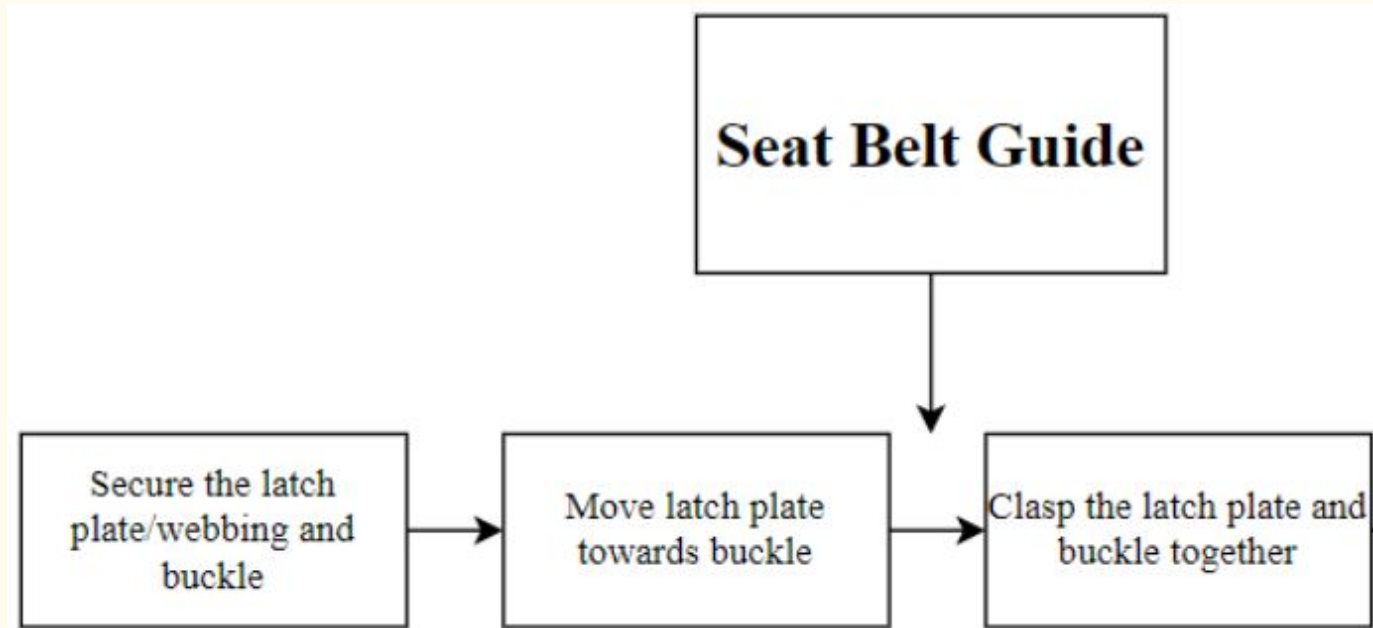 Seat Belt Guide
Secure the latch
plate/webbing and
buckle
Move latch plate
towards buckle
Clasp the latch plate and
buckle together